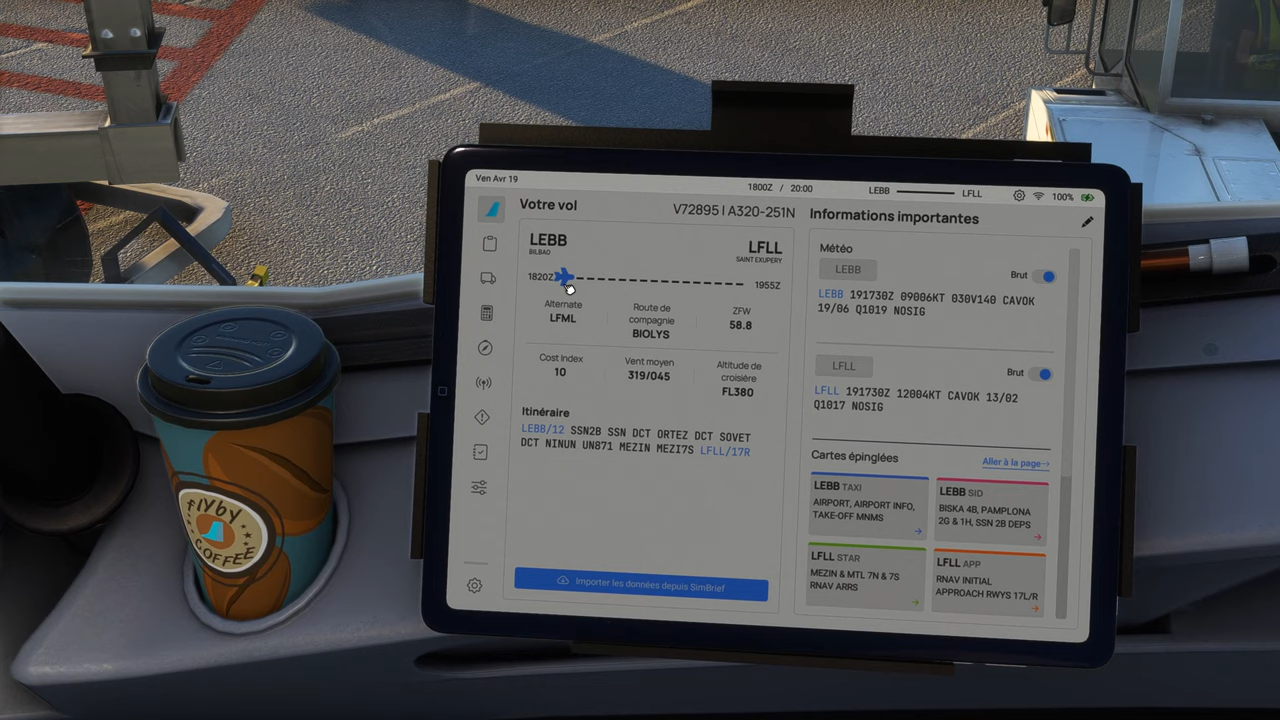 Ven Avr 19
1800Z / 20:00
LEBB
LFLL
100%
Votre vol
V72895 | A320-251N
LEBB
BILBAO
LFLL
SAINT EXUPERY
1820Z
1955Z
Alternate
LFML
Route de
compagnie
BIOLYS
ZFW
58.8
Cost Index
10
Vent moyen
319/045
Altitude de
croisière
FL380
Itinéraire
LEBB/12 SSN2B SSN DCT ORTEZ DCT SOVET
DCT NINUN UN871 MEZIN MEZI7S LFLL/17R
Importer les données depuis SimBrief
Informations importantes
Météo
LEBB
Brut
LEBB 191730Z 09006KT 030V140 CAVOK
19/06 Q1019 NOSIG
LFLL
Brut
LFLL 191730Z 12004KT CAVOK 13/02
Q1017 NOSIG
Cartes épinglées
Aller à la page→
LEBB TAXI
AIRPORT, AIRPORT INFO,
TAKE-OFF MNMS
LEBB SID
BISKA 4B, PAMPLONA
2G & 1H, SSN 2B DEPS
LFLL STAR
MEZIN & MTL 7N & 7S
RNAV ARRS
LFLL APP
RNAV INITIAL
APPROACH RWYS 17L/R
flyby
COFFEE